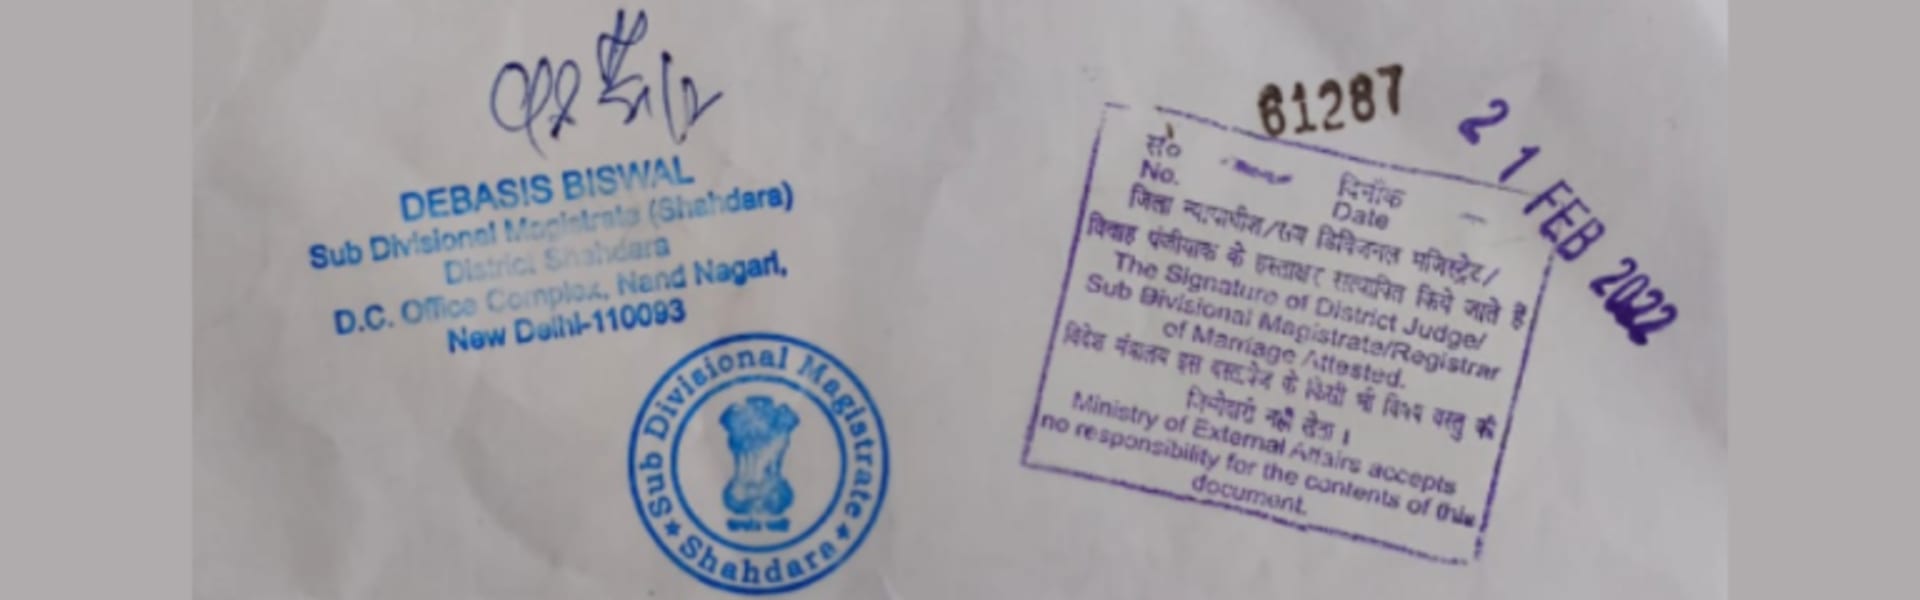 DEBASIS BISWAL
Sub Divisional Magistrate (Shahdara)
District Shahdara
D.C. Office Complex, Nand Nagari,
New Delhi-110093
Sub Divisional Magistrate
★ Shahdara ★
61287
21 FEB 2022
सं०
No.
दिनांक
Date
जिला न्यायाधीश/सब डिविजनल मजिस्ट्रेट/
विवाह पंजीयक के हस्ताक्षर सत्यापित किये जाते हैं
The Signature of District Judge/
Sub Divisional Magistrate/Registrar
of Marriage Attested.
विदेश मंत्रालय इस दस्तावेज के किसी भी विषय वस्तु की
जिम्मेदारी नहीं लेता ।
Ministry of External Affairs accepts
no responsibility for the contents of this
document.